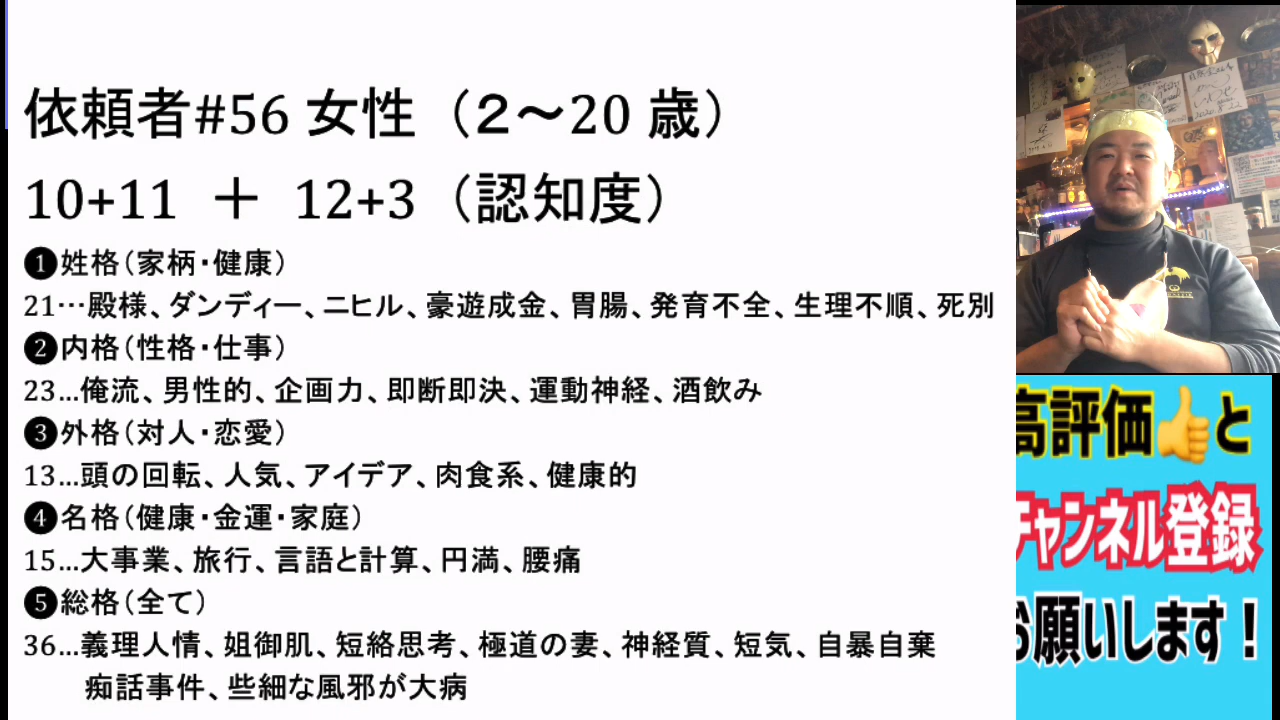 依頼者#56 女性（２～20 歳）
10+11 ＋ 12+3（認知度）
❶姓格（家柄・健康）
21…殿様、ダンディー、ニヒル、豪遊成金、胃腸、発育不全、生理不順、死別
❷内格（性格・仕事）
23…俺流、男性的、企画力、即断即決、運動神経、酒飲み
❸外格（対人・恋愛）
13…頭の回転、人気、アイデア、肉食系、健康的
❹名格（健康・金運・家庭）
15…大事業、旅行、言語と計算、円満、腰痛
❺総格（全て）
36…義理人情、姐御肌、短絡思考、極道の妻、神経質、短気、自暴自棄
痴話事件、些細な風邪が大病
高評価👍と
チャンネル登録
お願いします！